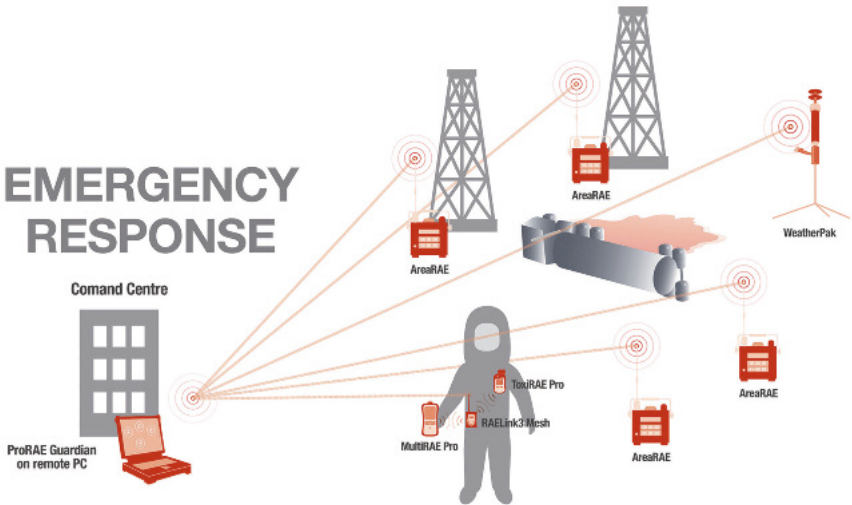 EMERGENCY
RESPONSE
AreaRAE
AreaRAE
WeatherPak
Comand Centre
ProRAE Guardian
on remote PC
ToxiRAE Pro
RAELink3 Mesh
MultiRAE Pro
AreaRAE
AreaRAE